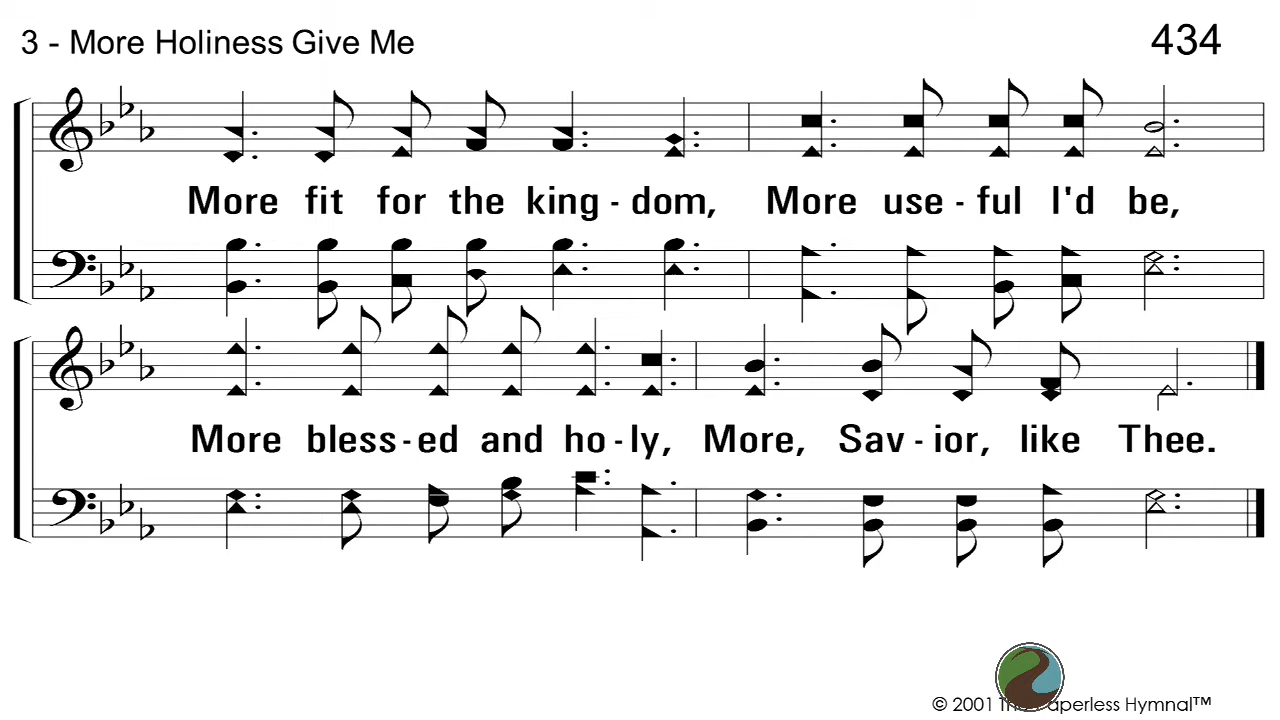 3 - More Holiness Give Me 434
More fit for the king - dom, More use - ful I'd be,
More bless - ed and ho - ly, More, Sav - ior, like Thee.
© 2001 The Paperless Hymnal™